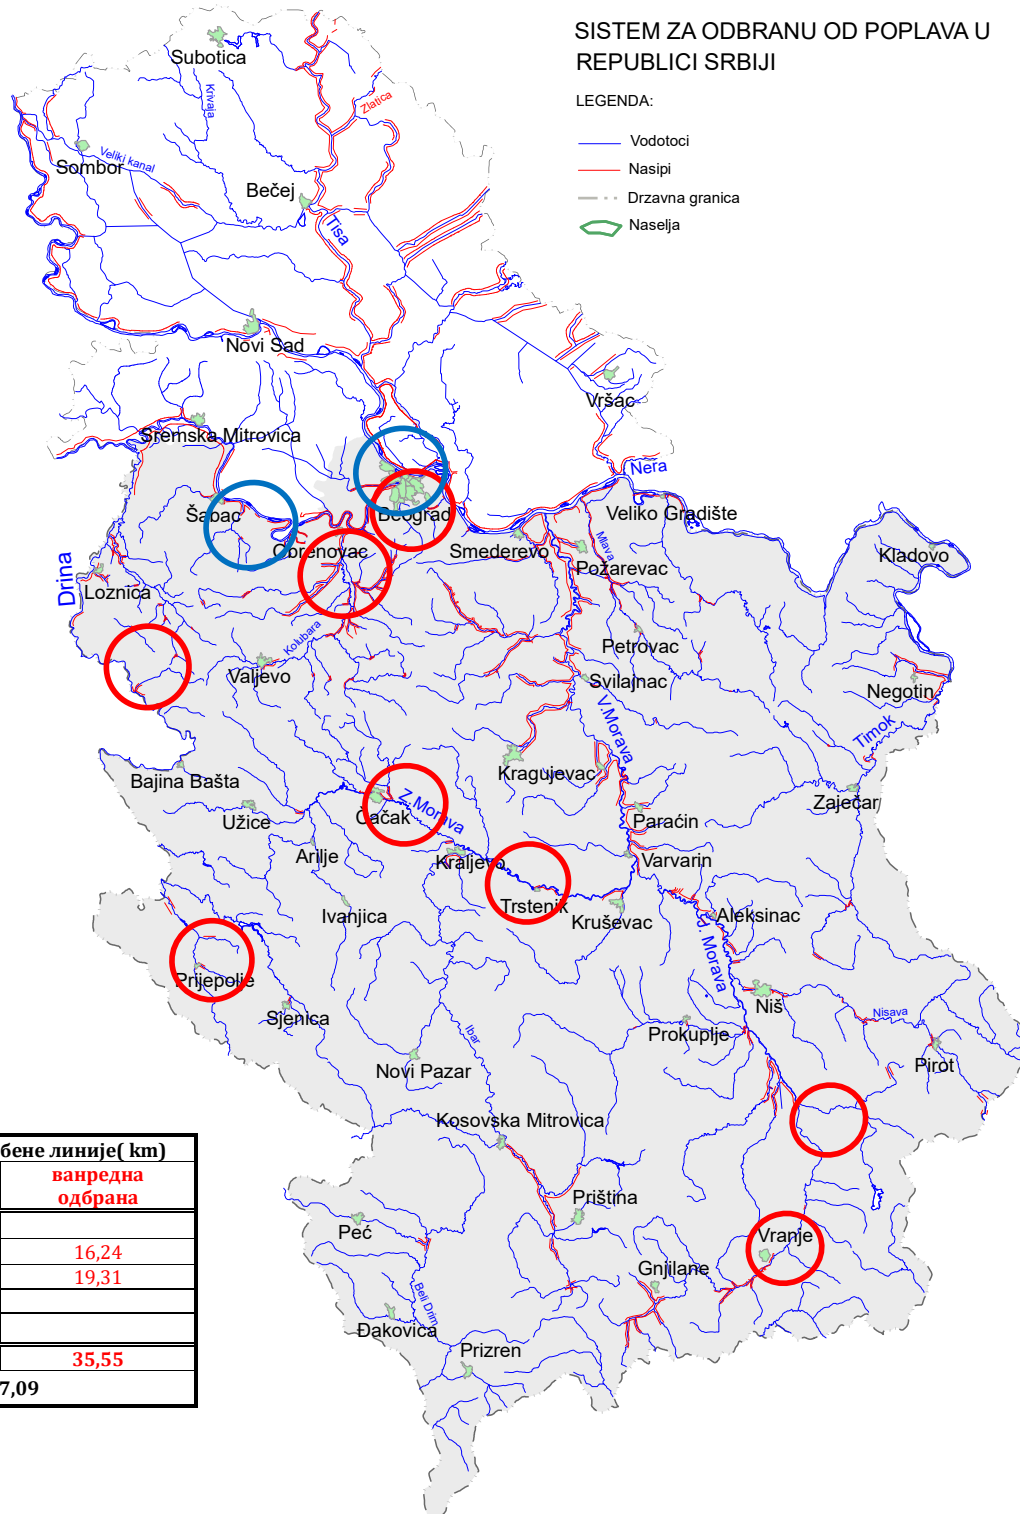 SISTEM ZA ODBRANU OD POPLAVA U
REPUBLICI SRBIJI
LEGENDA:
Vodotoci
Nasipi
Drzavna granica
Naselja
Subotica
Krivaja
Zlatica
Sombor
Veliki kanal
Bečej
Tisa
Novi Sad
Vršac
Sremska Mitrovica
Nera
Šabac
Beograd
Veliko Gradište
Obrenovac
Smederevo
Mlava
Kladovo
Drina
Požarevac
Loznica
Kolubara
Petrovac
Valjevo
Svilajnac
Negotin
V.Morava
Timok
Bajina Bašta
Kragujevac
Z.Morava
Zaječar
Užice
Čačak
Paraćin
Arilje
Kraljevo
Varvarin
Ivanjica
Trstenik
Kruševac
Aleksinac
J. Morava
Prijepolje
Niš
Sjenica
Nisava
Ibar
Prokuplje
Pirot
Novi Pazar
Kosovska Mitrovica
бене линије( km)
ванредна
одбрана
Priština
Peć
Vranje
16,24
19,31
Gnjilane
Beli Drim
Đakovica
35,55
Prizren
7,09